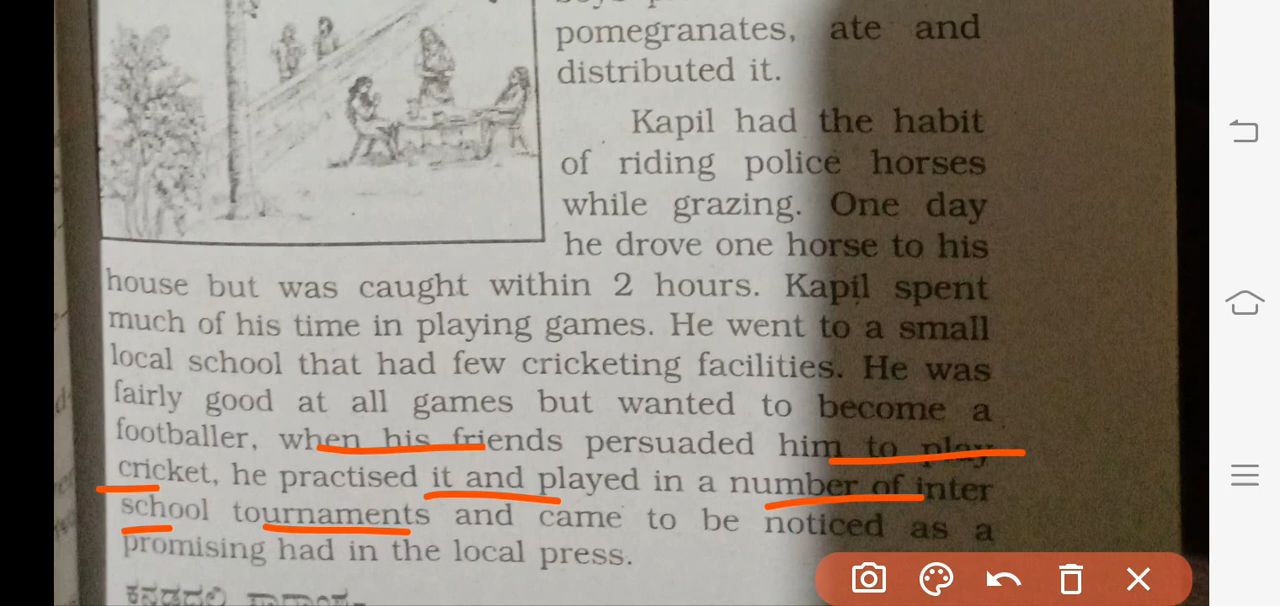 pomegranates, ate and
distributed it.
Kapil had the habit
of riding police horses
while grazing. One day
he drove one horse to his
house but was caught within 2 hours. Kapil spent
much of his time in playing games. He went to a small
local school that had few cricketing facilities. He was
fairly good at all games but wanted to become a
footballer, when his friends persuaded him to play
cricket, he practised it and played in a number of inter
school tournaments and came to be noticed as a
promising had in the local press.
ಕನ್ನಡದಲ್ಲಿ ಸಾರಾಂಶ-